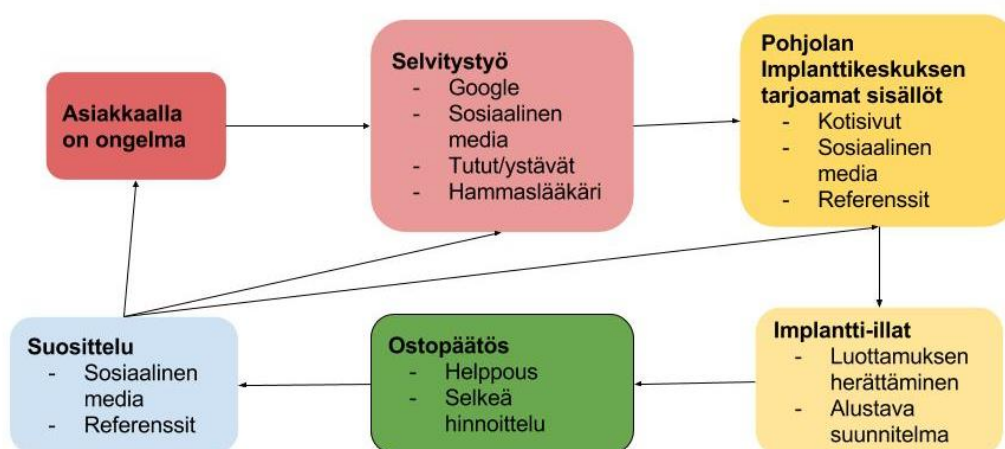 Asiakkaalla
on ongelma
Selvitystyö
- Google
- Sosiaalinen
media
- Tutut/ystävät
- Hammaslääkäri
Pohjolan
Implanttikeskuksen
tarjoamat sisällöt
- Kotisivut
- Sosiaalinen
media
- Referenssit
Suosittelu
- Sosiaalinen
media
- Referenssit
Ostopäätös
- Helppous
- Selkeä
hinnoittelu
Implantti-illat
- Luottamuksen
herättäminen
- Alustava
suunnitelma